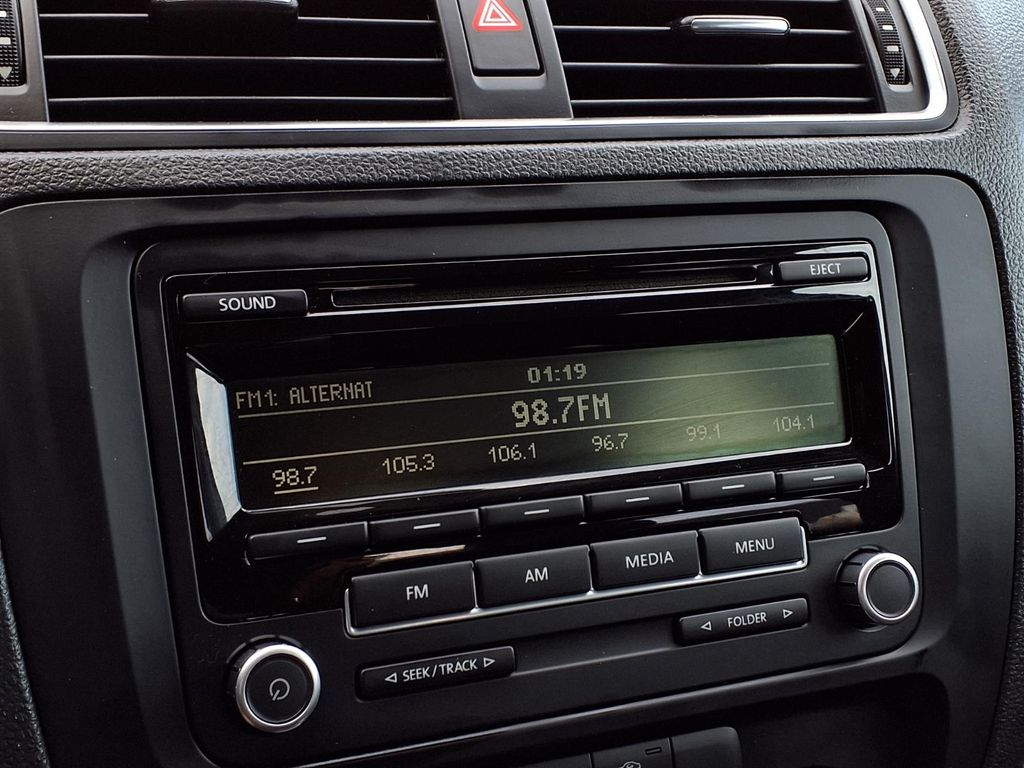 SOUND
EJECT
FM1: ALTERNAT
01:19
98.7FM
98.7 105.3 106.1 96.7 99.1 104.1
FM AM MEDIA MENU
SEEK/TRACK
FOLDER